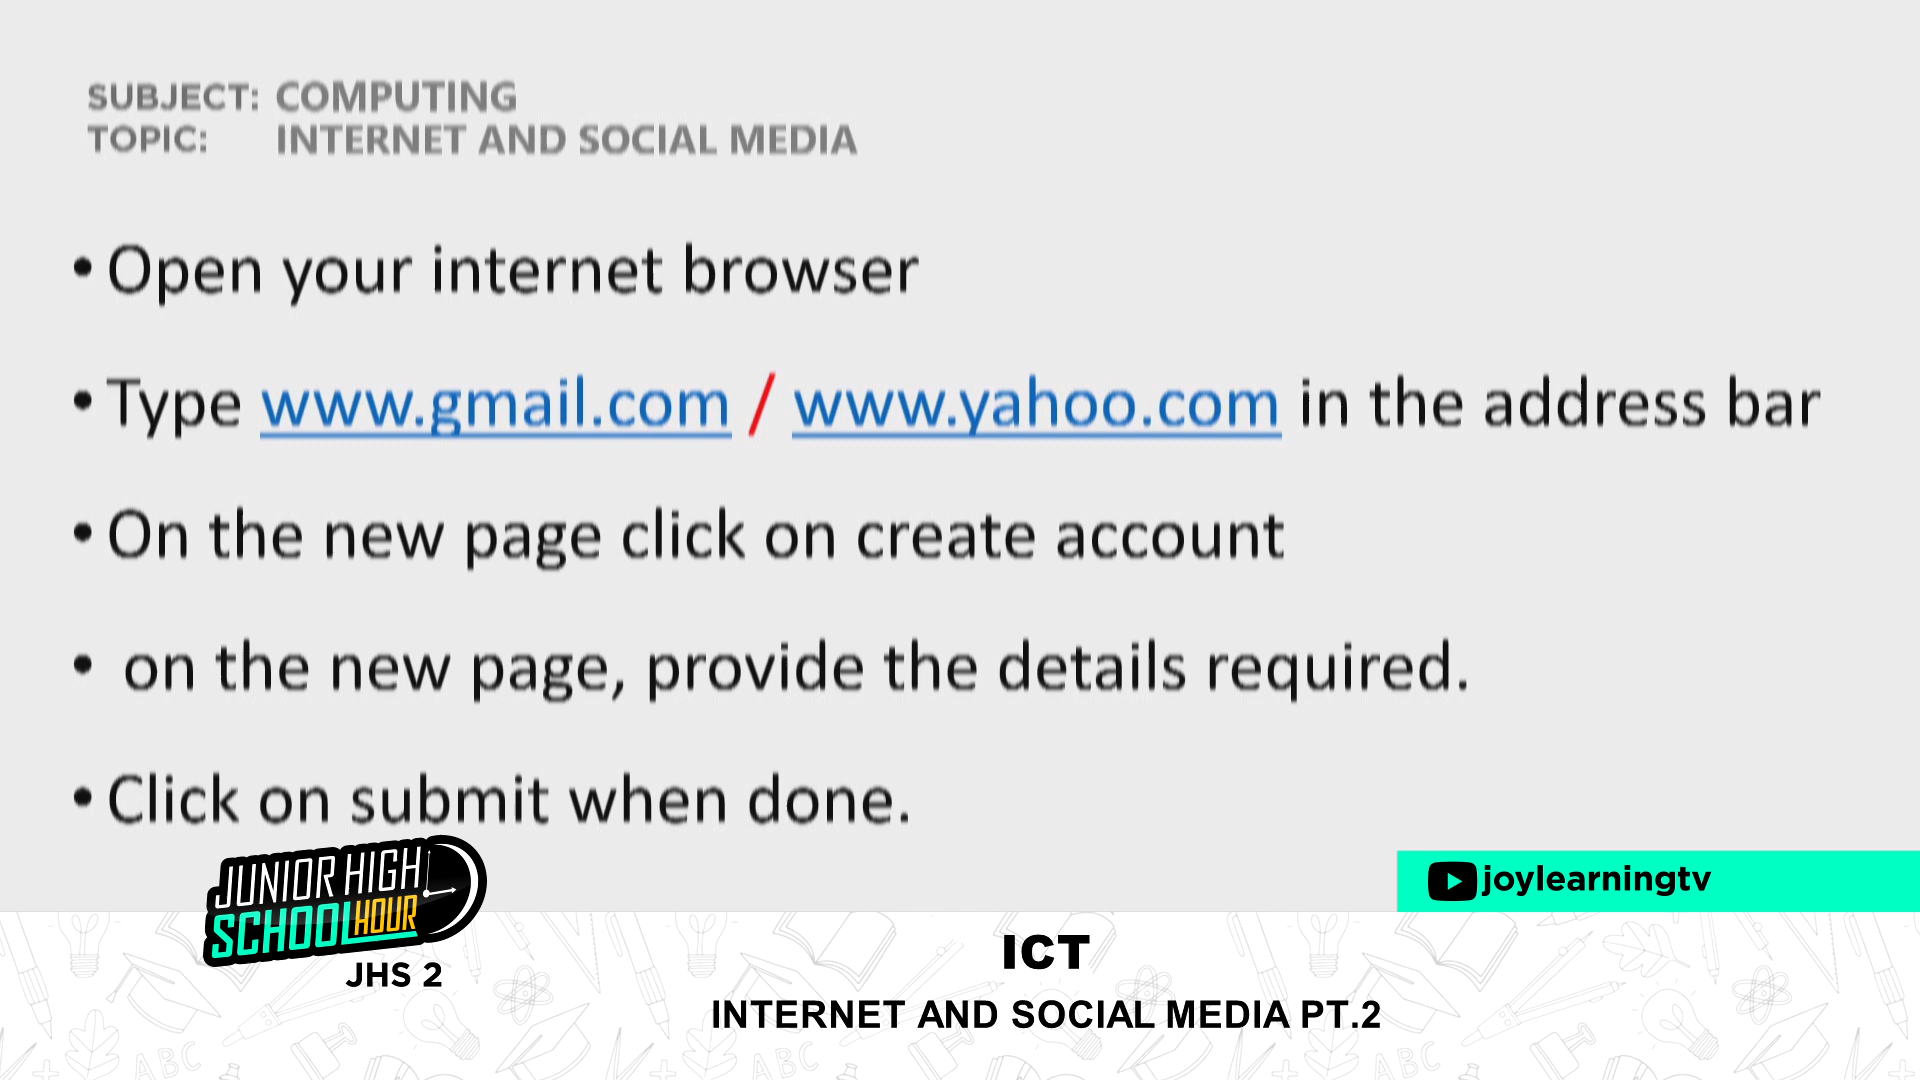 SUBJECT: COMPUTING
TOPIC: INTERNET AND SOCIAL MEDIA
• Open your internet browser
• Type www.gmail.com / www.yahoo.com in the address bar
• On the new page click on create account
• on the new page, provide the details required.
• Click on submit when done.
JUNIOR HIGH
SCHOOL HOUR
JHS 2
joylearningtv
ICT
INTERNET AND SOCIAL MEDIA PT.2
ABC
ABC
ABC